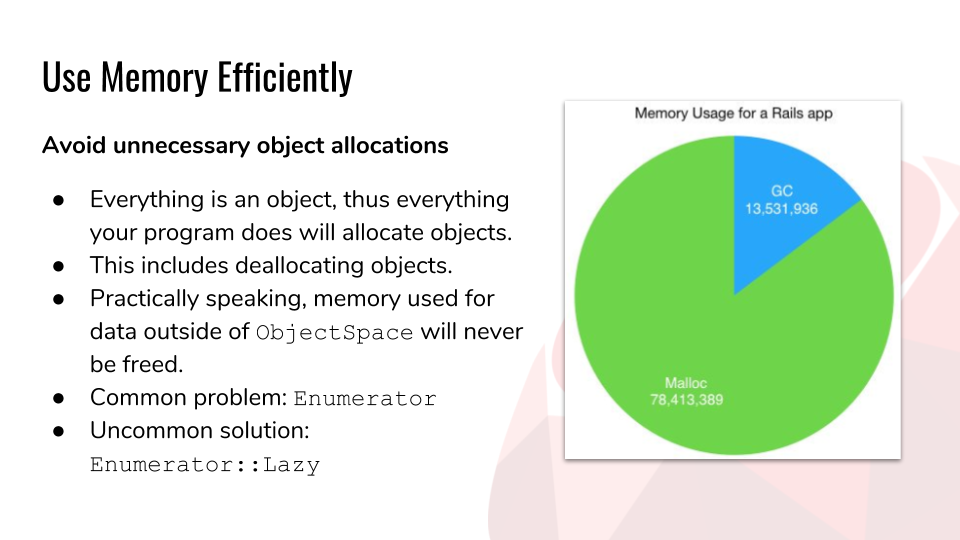 Use Memory Efficiently
Avoid unnecessary object allocations
● Everything is an object, thus everything
your program does will allocate objects.
● This includes deallocating objects.
● Practically speaking, memory used for
data outside of ObjectSpace will never
be freed.
● Common problem: Enumerator
● Uncommon solution:
Enumerator::Lazy
Memory Usage for a Rails app
GC
13,531,936
Malloc
78,413,389